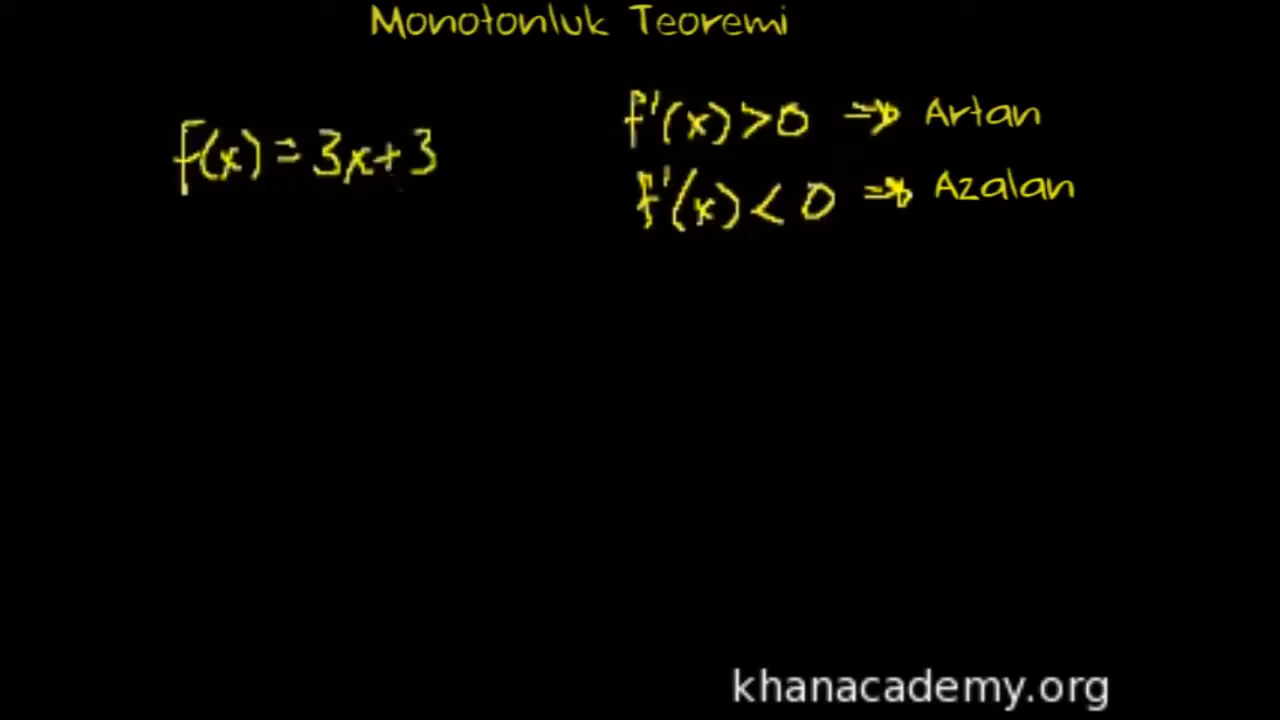 Monotonluk Teoremi
f(x) = 3x+3
f'(x) > 0 ⇒ Artan
f'(x) < 0 ⇒ Azalan
khanacademy.org